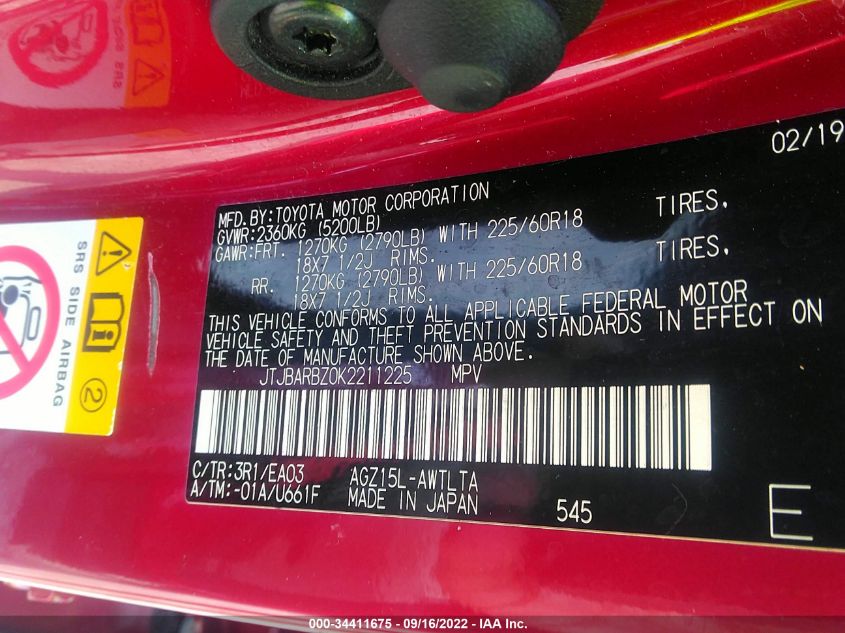 02/19
MFD.BY:TOYOTA MOTOR CORPORATION
GVWR:2360KG (5200LB)
GAWR:FRT. 1270KG (2790LB) WITH 225/60R18 TIRES,
18X7 1/2J RIMS.
RR. 1270KG (2790LB) WITH 225/60R18 TIRES,
18X7 1/2J RIMS.
THIS VEHICLE CONFORMS TO ALL APPLICABLE FEDERAL MOTOR
VEHICLE SAFETY AND THEFT PREVENTION STANDARDS IN EFFECT ON
THE DATE OF MANUFACTURE SHOWN ABOVE.
JTJBARBZ0K2211225 MPV
C/TR:3R1/EA03 AGZ15L-AWTLTA
A/TM:-01A/U661F MADE IN JAPAN 545 E
SRS SIDE AIRBAG
2
000-34411675 - 09/16/2022 - IAA Inc.